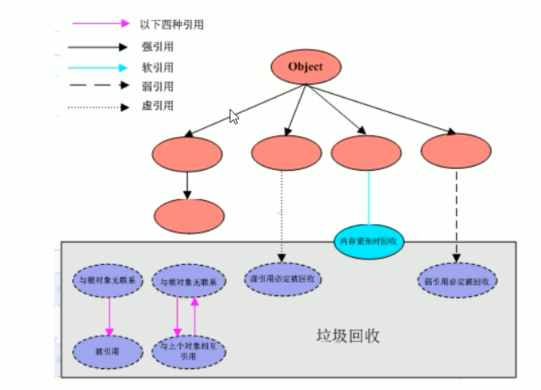 以下四种引用
强引用
软引用
弱引用
虚引用
Object
内存紧张时回收
与根对象无联系
与根对象无联系
虚引用必定被回收
弱引用必定被回收
被引用
与上个对象相互
引用
垃圾回收